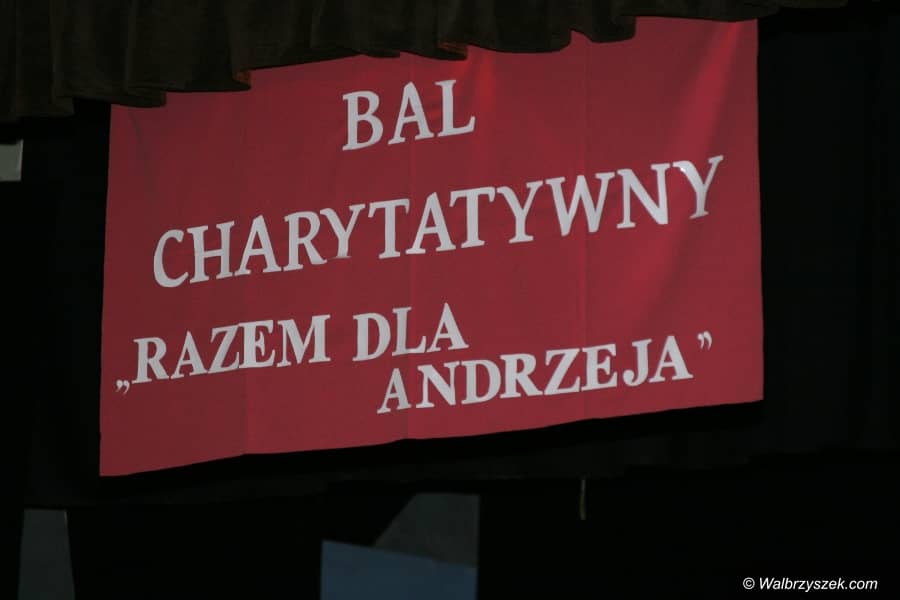 BAL
CHARYTATYWNY
„RAZEM DLA
ANDRZEJA”
© Walbrzyszek.com